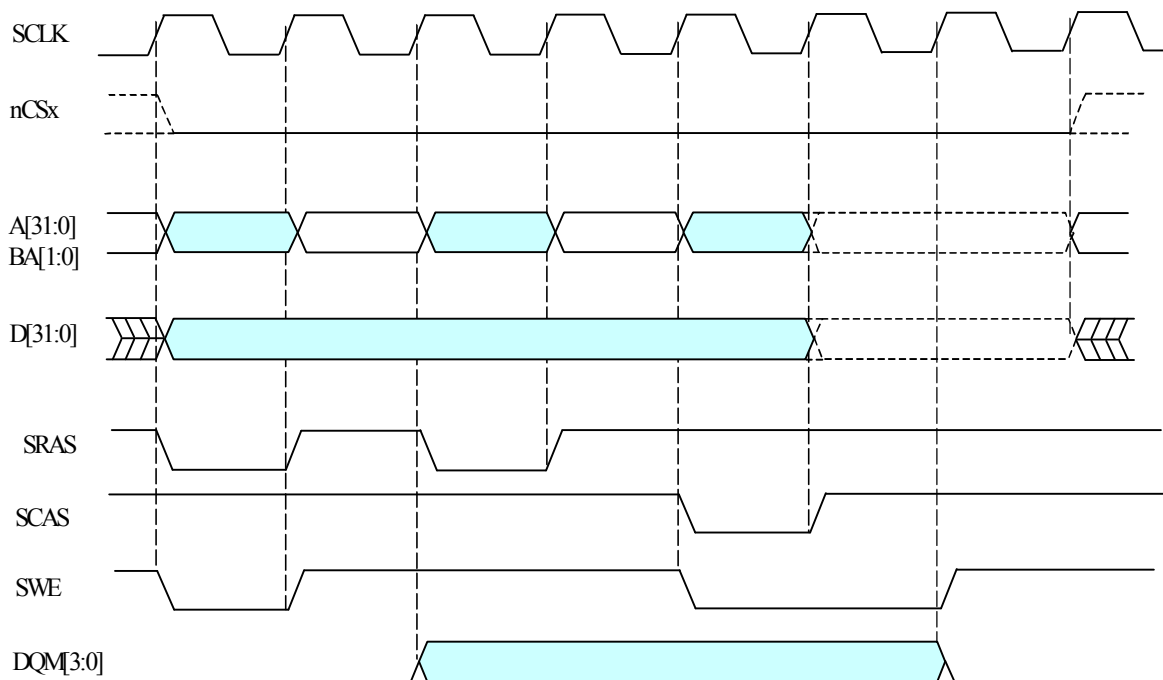 SCLK
nCSx
A[31:0]
BA[1:0]
D[31:0]
SRAS
SCAS
SWE
DQM[3:0]